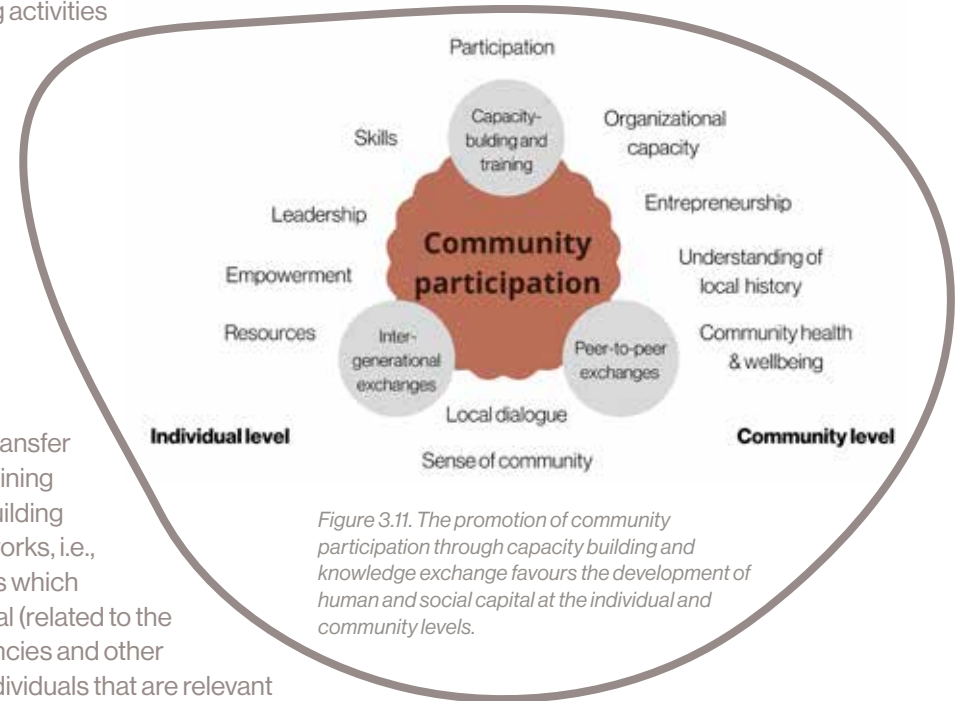 g activities
Participation
Capacity-
bulding and
training
Skills
Organizational
capacity
Leadership
Entrepreneurship
Community
participation
Empowerment
Understanding of
local history
Resources
Inter-
generational
exchanges
Peer-to-peer
exchanges
Community health
& wellbeing
Local dialogue
Individual level
Community level
Sense of community
ansfer
ining
uilding
orks, i.e.,
s which
al (related to the
ncies and other
dividuals that are relevant
Figure 3.11. The promotion of community
participation through capacity building and
knowledge exchange favours the development of
human and social capital at the individual and
community levels.